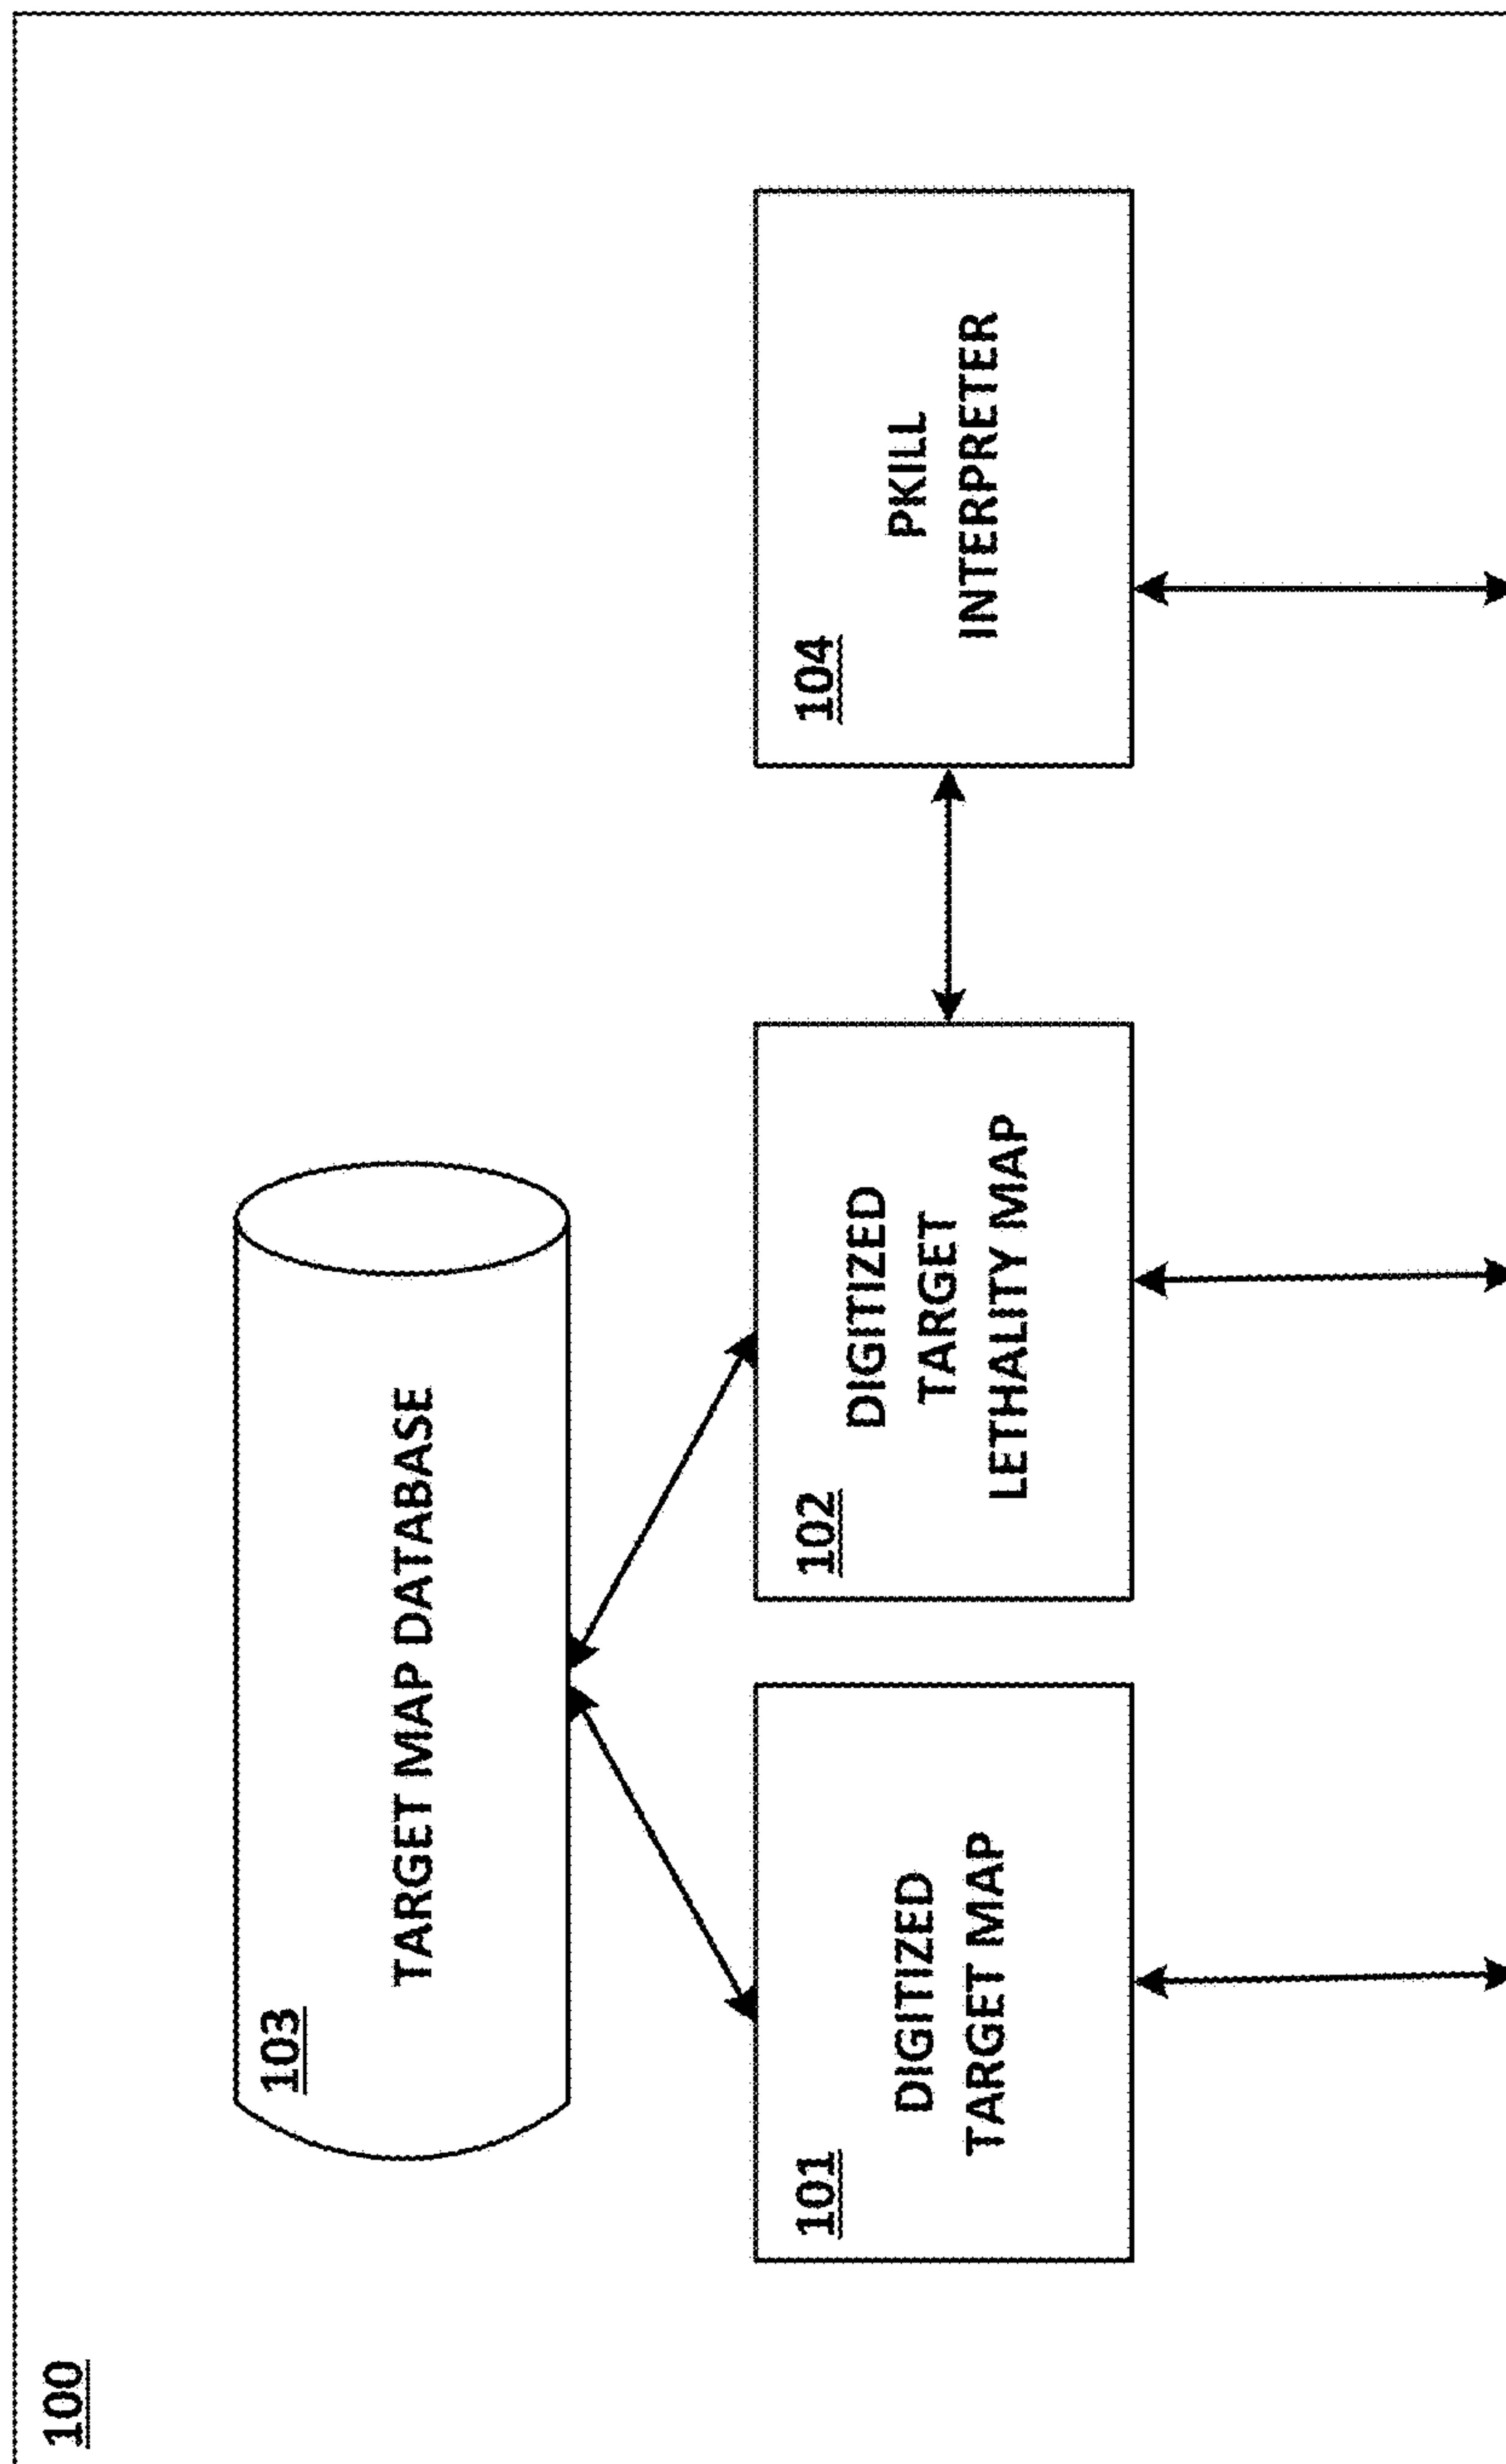 100
103
TARGET MAP DATABASE
101
DIGITIZED
TARGET MAP
102
DIGITIZED
TARGET
LETHALITY MAP
104
PKILL
INTERPRETER